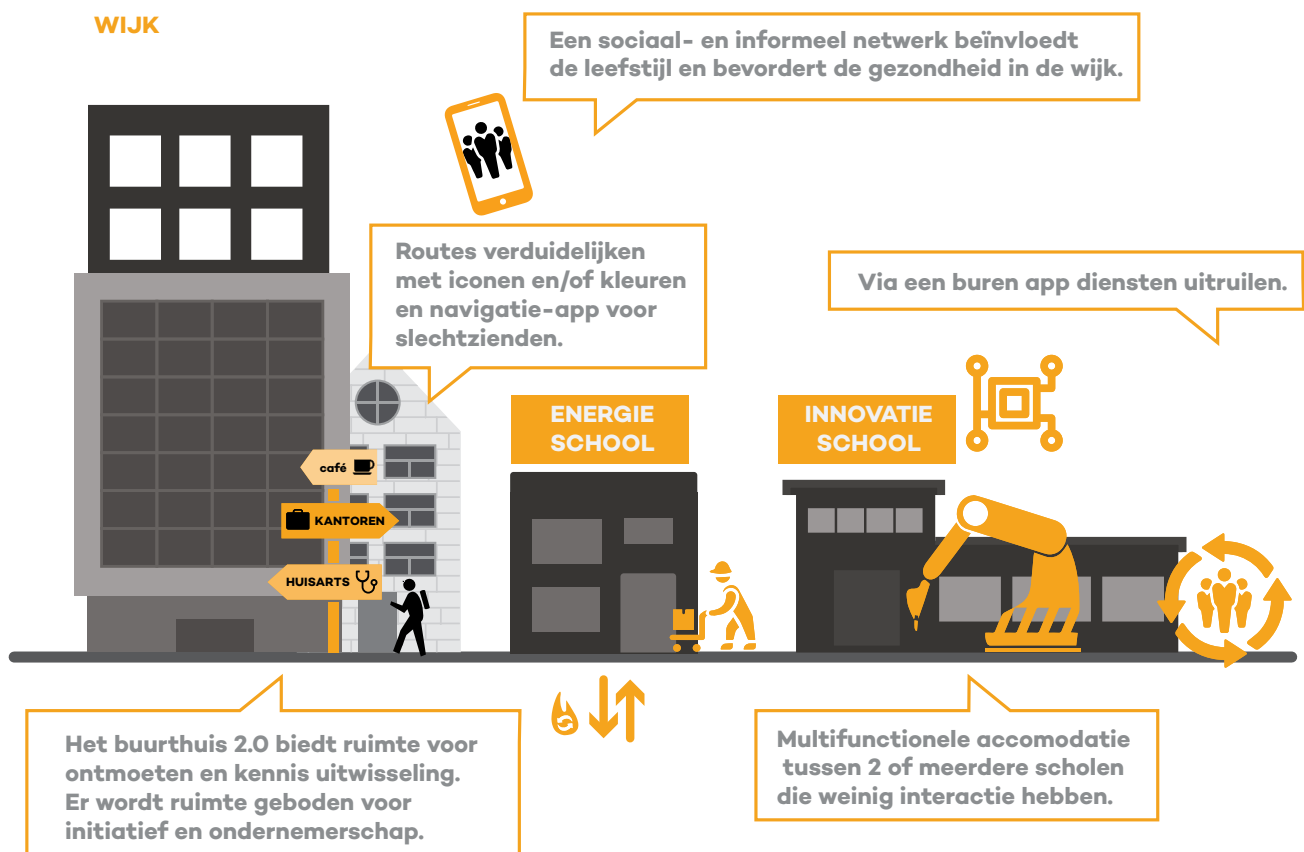 WIJK
Een sociaal- en informeel netwerk beïnvloedt
de leefstijl en bevordert de gezondheid in de wijk.
Routes verduidelijken
met iconen en/of kleuren
en navigatie-app voor
slechtzienden.
Via een buren app diensten uitruilen.
ENERGIE
SCHOOL
INNOVATIE
SCHOOL
café
KANTOREN
HUISARTS
Het buurthuis 2.0 biedt ruimte voor
ontmoeten en kennis uitwisseling.
Er wordt ruimte geboden voor
initiatief en ondernemerschap.
Multifunctionele accomodatie
tussen 2 of meerdere scholen
die weinig interactie hebben.